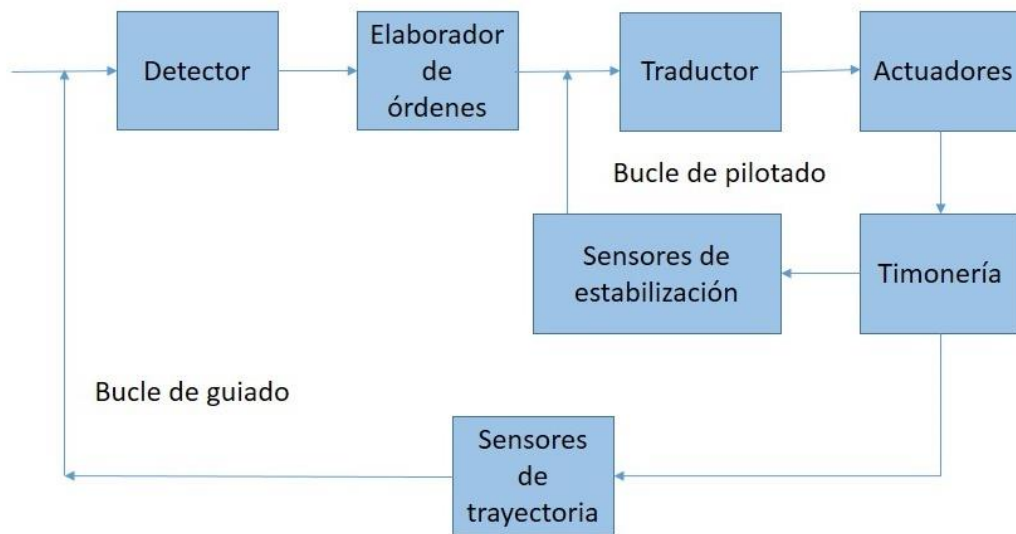 Detector
Elaborador
de
órdenes
Traductor
Actuadores
Bucle de pilotado
Sensores de
estabilización
Timonería
Bucle de guiado
Sensores
de
trayectoria